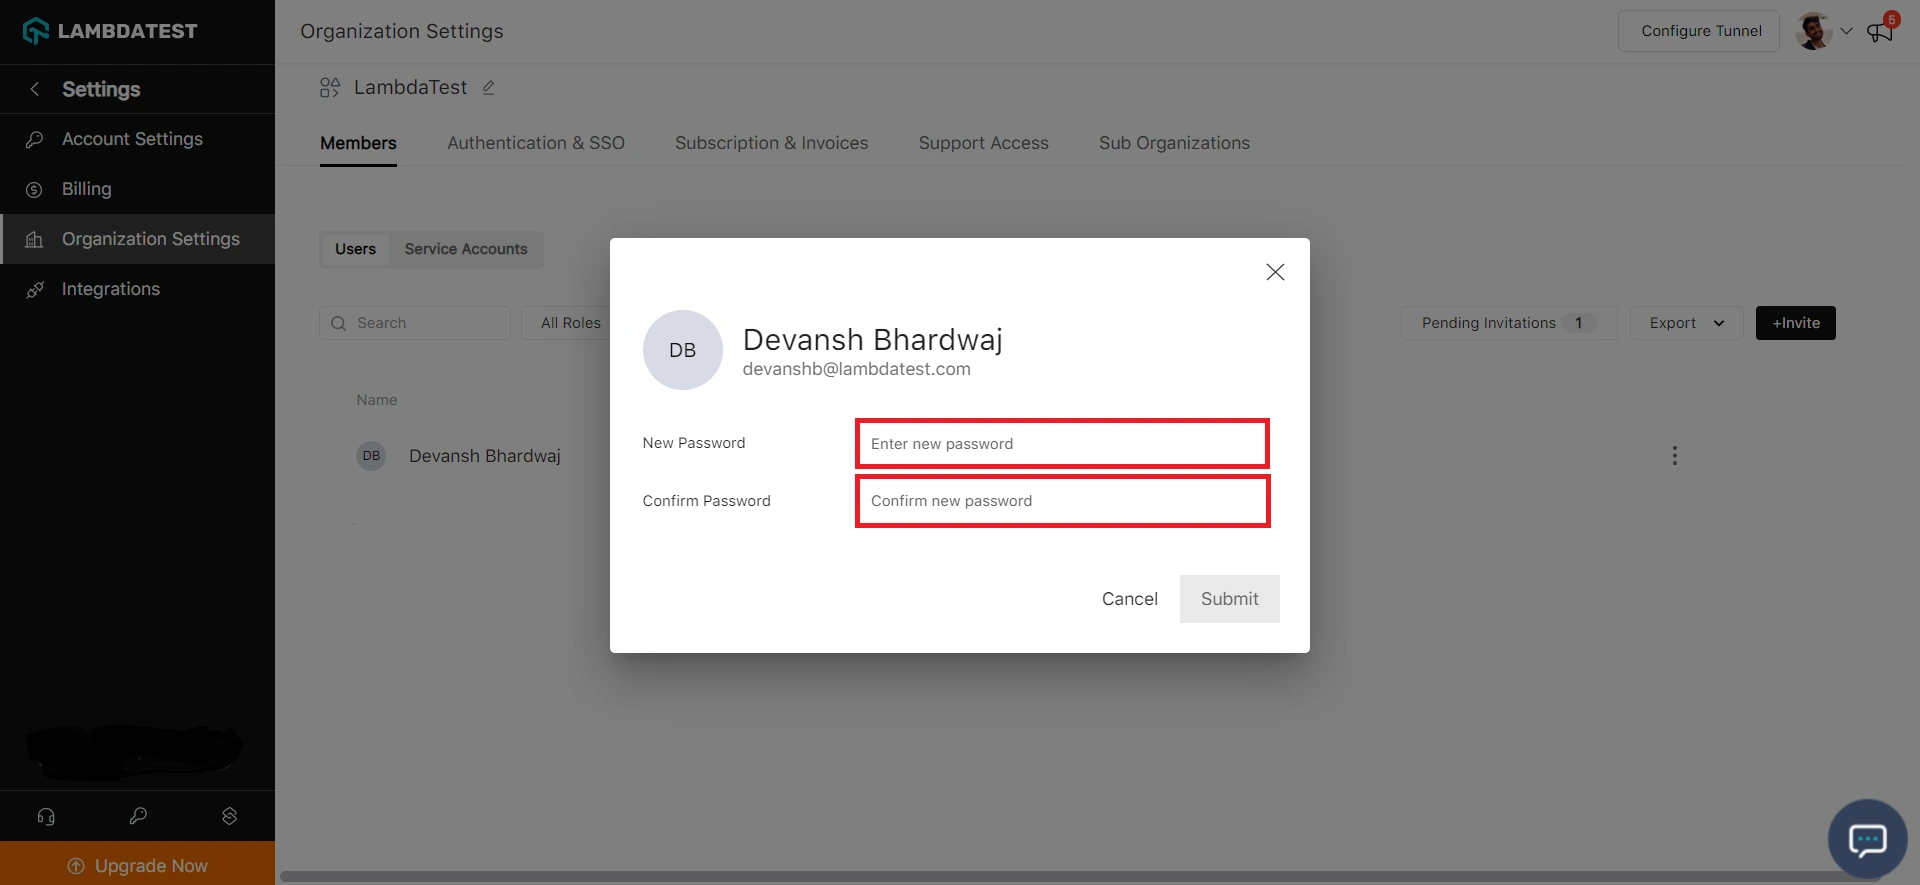 LAMBDATEST
Organization Settings
Configure Tunnel
5
Settings
LambdaTest
Account Settings
Members
Authentication & SSO
Subscription & Invoices
Support Access
Sub Organizations
Billing
Organization Settings
Users
Service Accounts
Integrations
Search
All Roles
Pending Invitations 1
Export
+Invite
DB
Devansh Bhardwaj
devanshb@lambdatest.com
Name
New Password
Enter new password
DB
Devansh Bhardwaj
Confirm Password
Confirm new password
Cancel
Submit
Upgrade Now